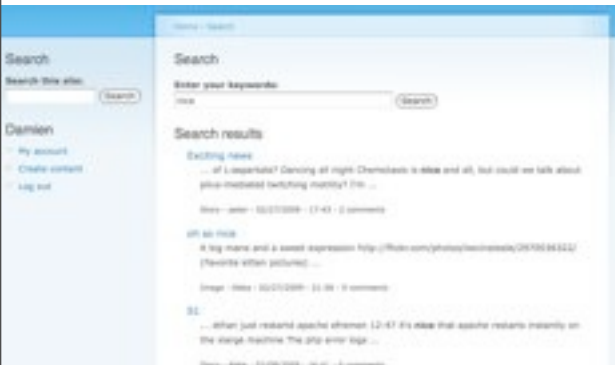 Home › Search
Search
Search this site:
Search
Damien
My account
Create content
Log out
Search
Enter your keywords:
nice
Search
Search results
Exciting news
... of L-aspartate? Dancing all night Chemotaxis is nice and all, but could we talk about
pilus-mediated twitching motility? I'm ...
Story - - 02/27/2009 - 17:43 - 2 comments
oh so nice
A big mane and a sweet expression http://flickr.com/photos/
(favorite kitten pictures) ...
Image - - 02/27/2009 - - 0 comments
51
... When just restarted apache 12:47 it's nice that apache restarts instantly on
the machine The php error logs ...